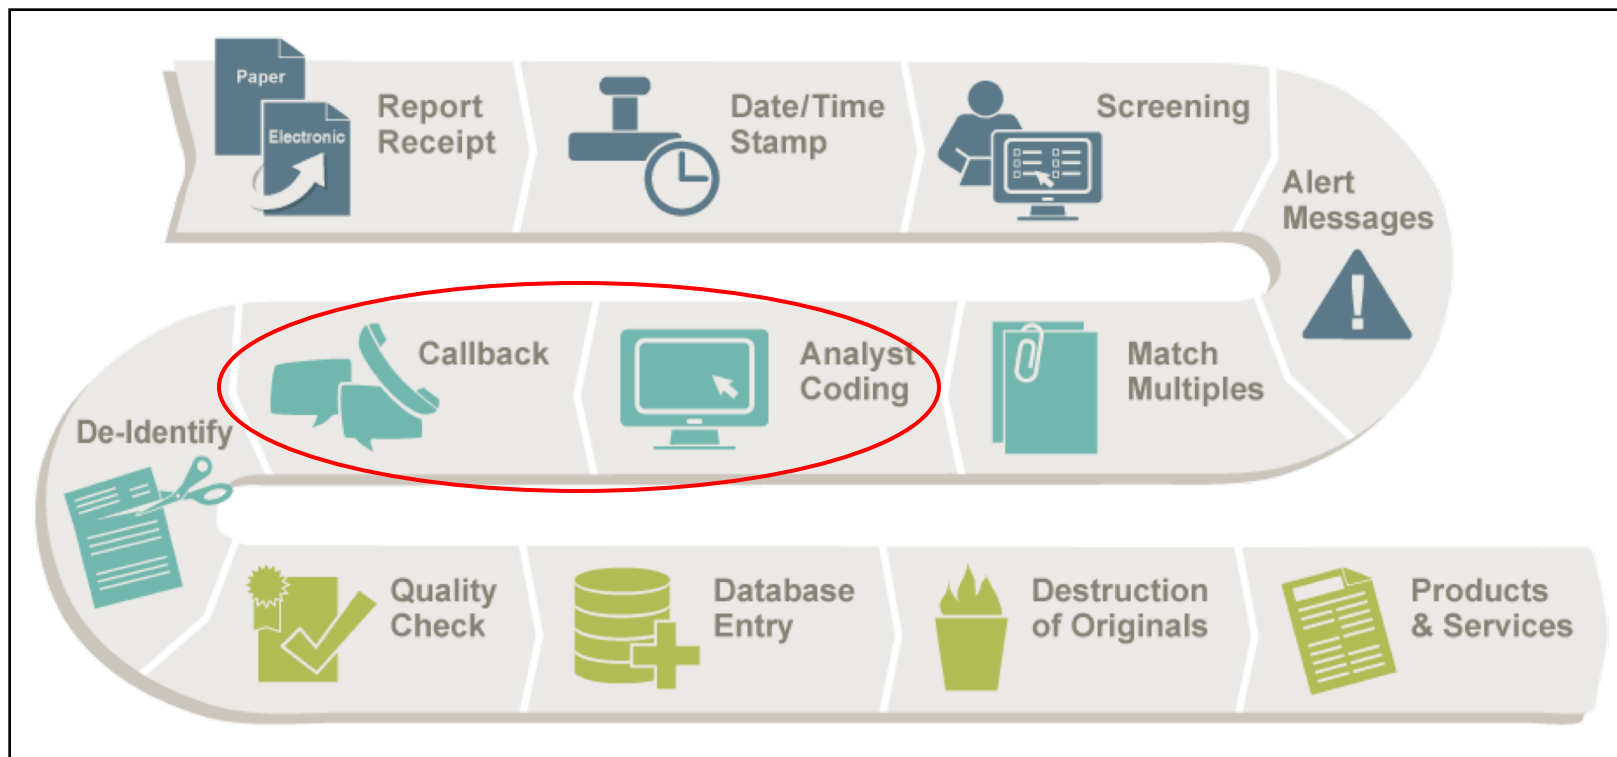 Paper
Electronic
Report
Receipt
Date/Time
Stamp
Screening
Alert
Messages
Match
Multiples
Analyst
Coding
Callback
De-Identify
Quality
Check
Database
Entry
Destruction
of Originals
Products
& Services